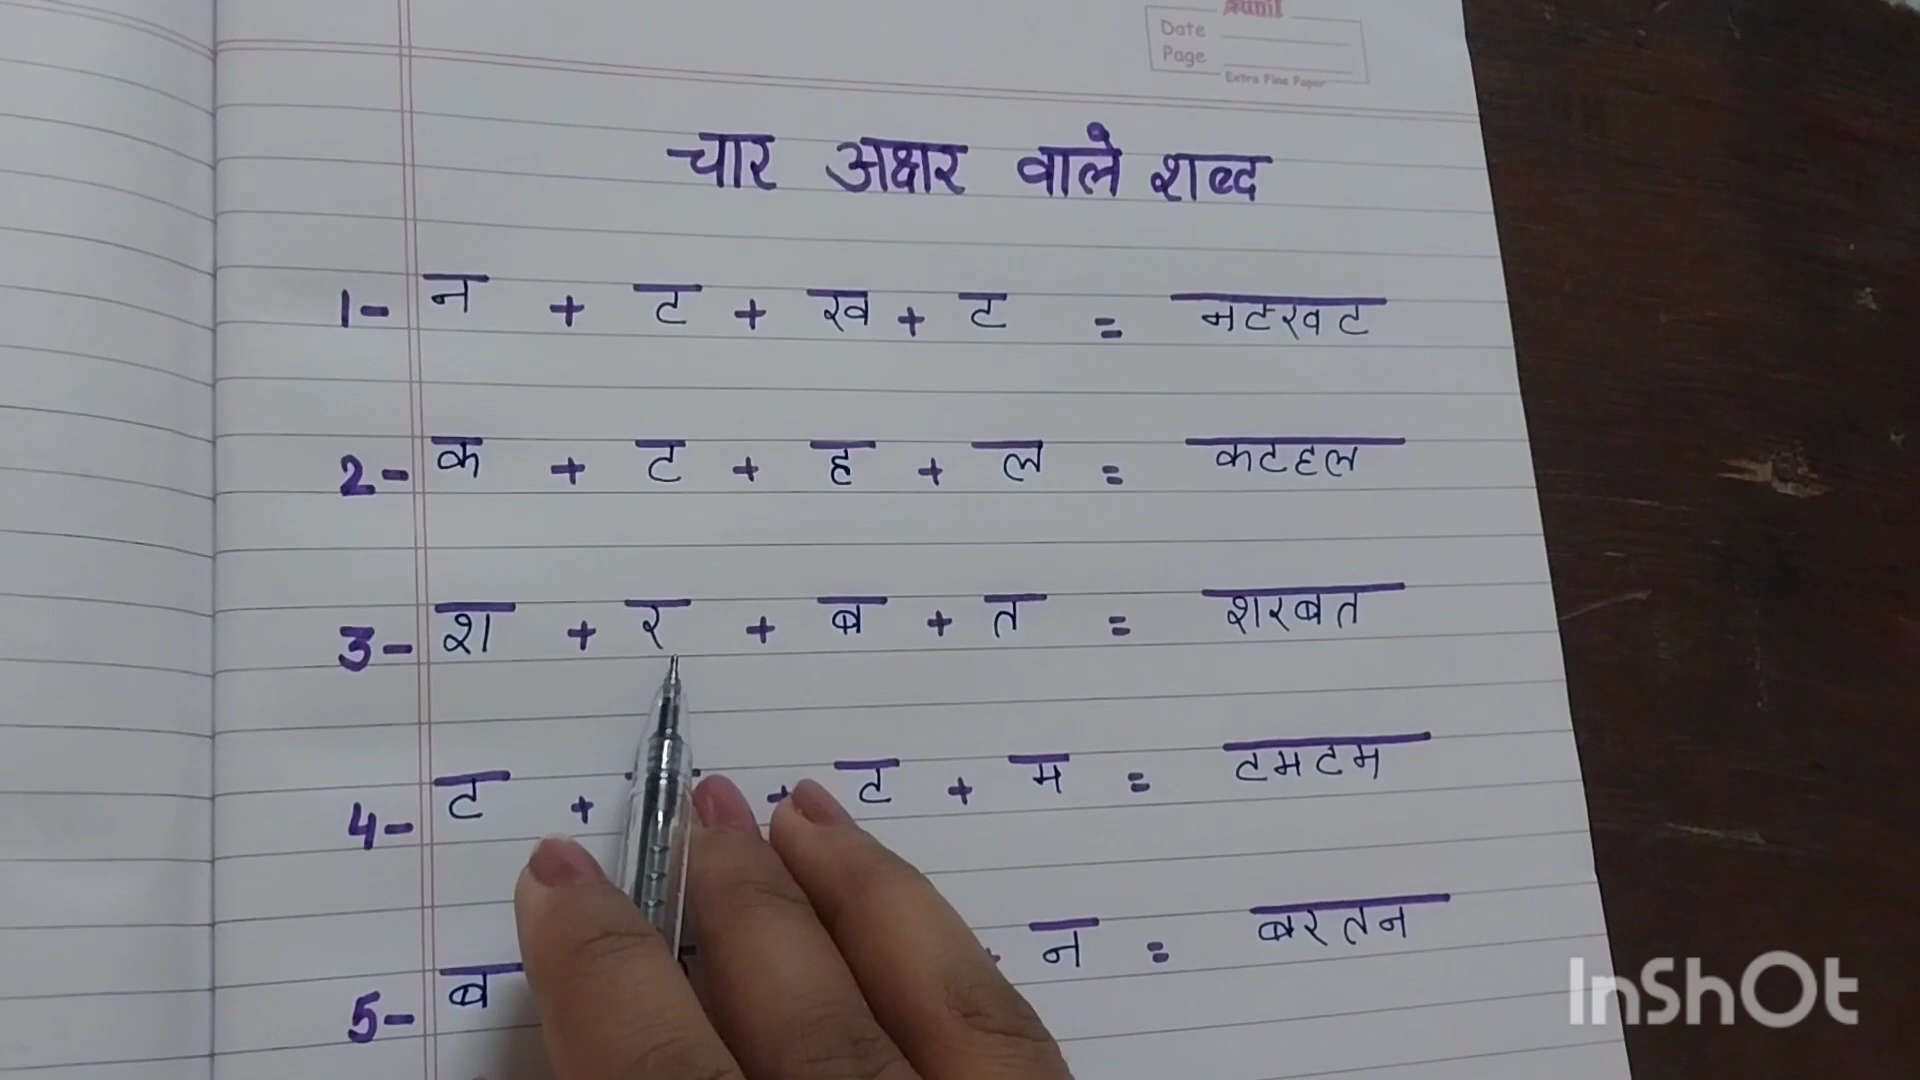 Sunil
Date
Page
Extra Fine Paper
चार अक्षर वाले शब्द
1- न + ट + ख + ट = नटखट
2- क + ट + ह + ल = कटहल
3- श + र + ब + त = शरबत
4- ट + + ट + म = टमटम
5- ब न = बरतन
InShOt